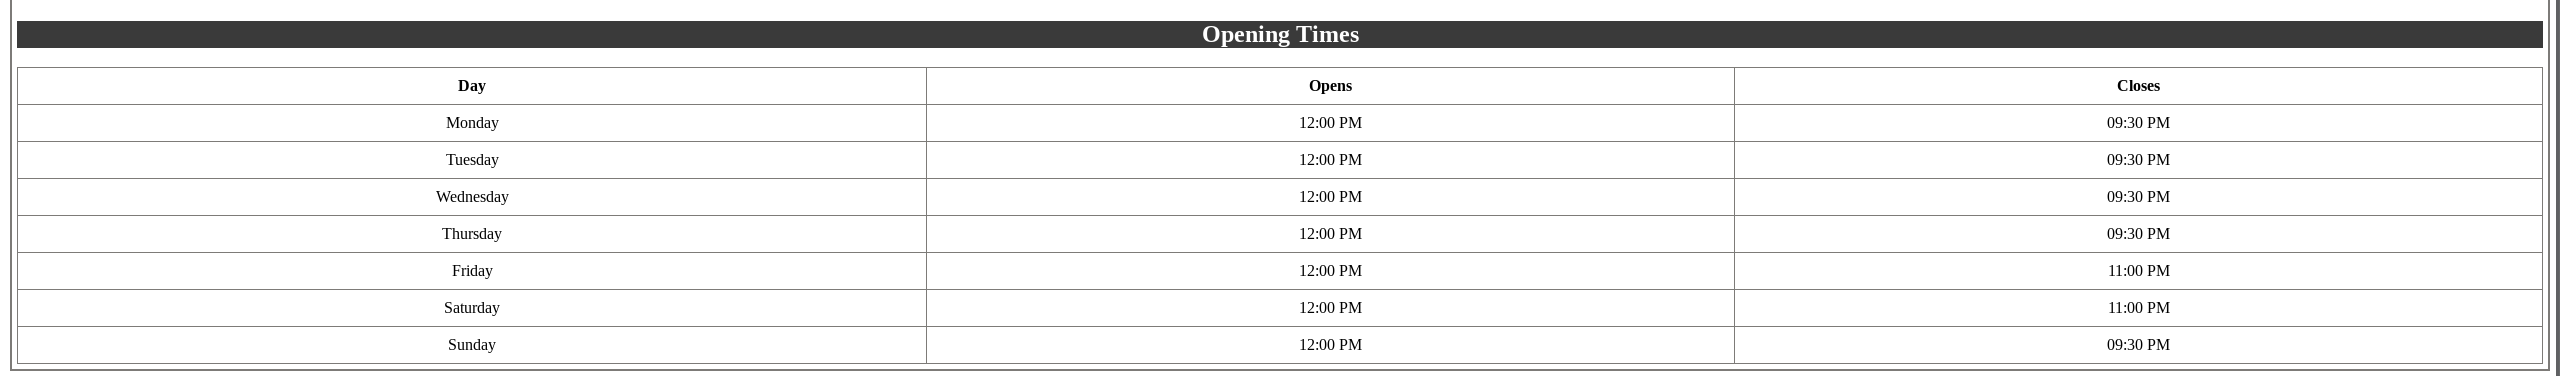 Opening Times
Day Opens Closes
Monday 12:00 PM 09:30 PM
Tuesday 12:00 PM 09:30 PM
Wednesday 12:00 PM 09:30 PM
Thursday 12:00 PM 09:30 PM
Friday 12:00 PM 11:00 PM
Saturday 12:00 PM 11:00 PM
Sunday 12:00 PM 09:30 PM